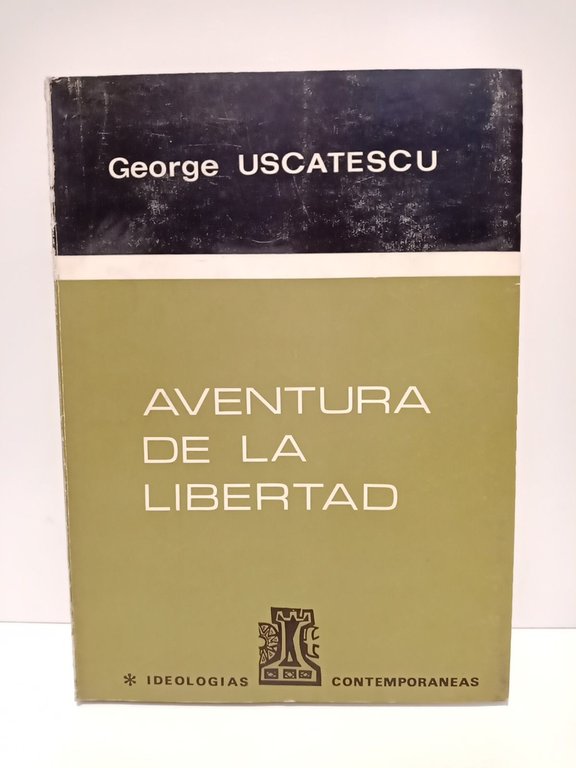 George USCATESCU
AVENTURA
DE LA
LIBERTAD
* IDEOLOGIAS CONTEMPORANEAS